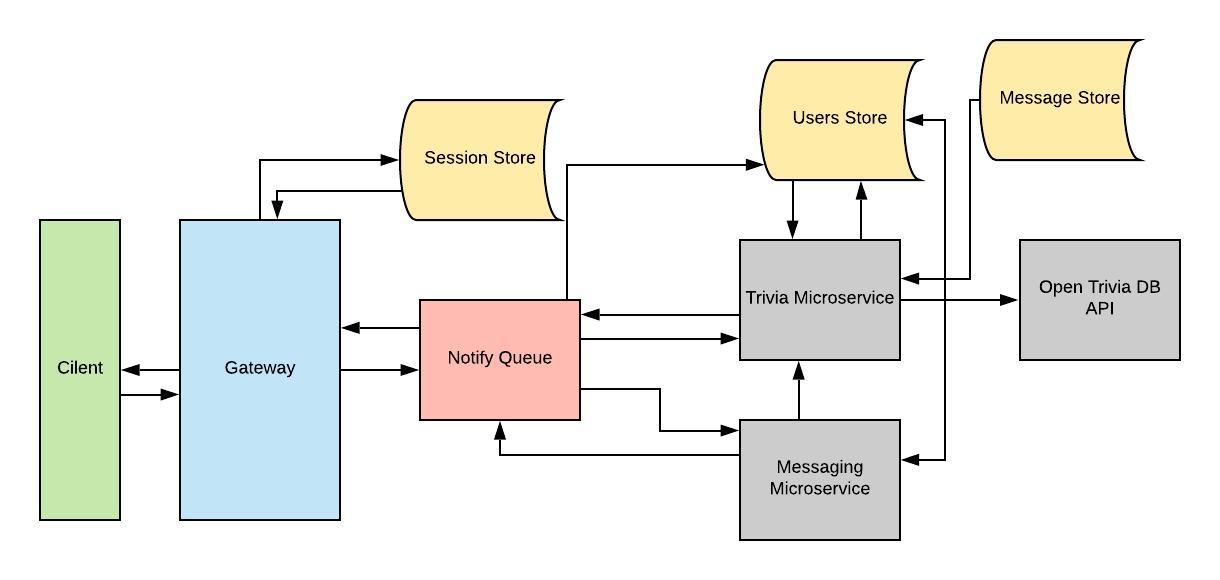 Message Store
Users Store
Session Store
Trivia Microservice
Open Trivia DB
API
Cilent
Gateway
Notify Queue
Messaging
Microservice